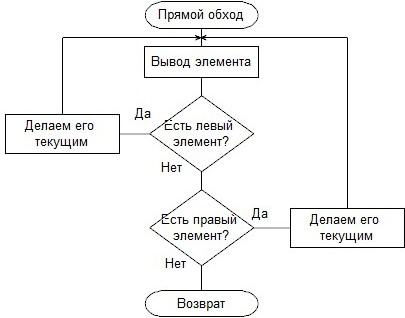 Прямой обход
Вывод элемента
Да
Есть левый
элемент?
Делаем его
текущим
Нет
Есть правый
элемент?
Да
Делаем его
текущим
Нет
Возврат